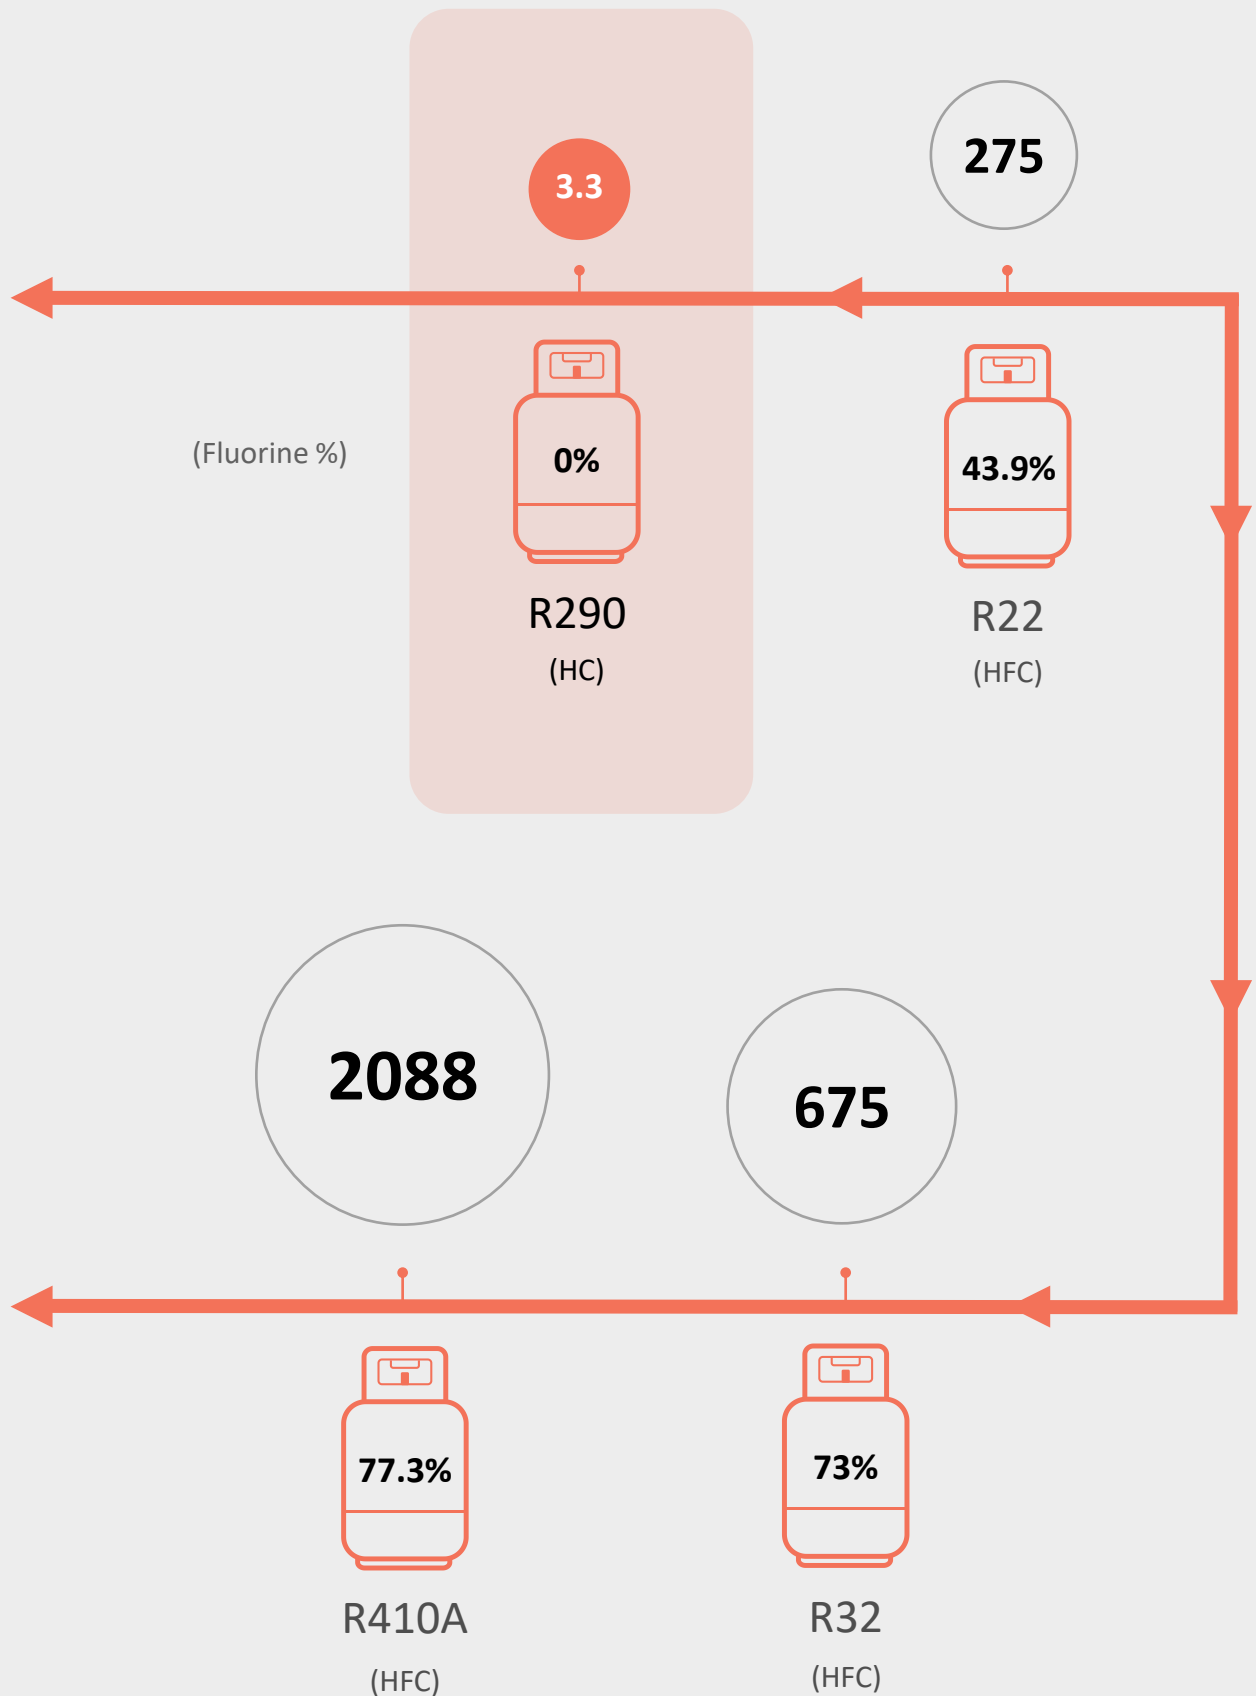 3.3
275
(Fluorine %)
0%
43.9%
R290
(HC)
R22
(HFC)
2088
675
77.3%
73%
R410A
(HFC)
R32
(HFC)